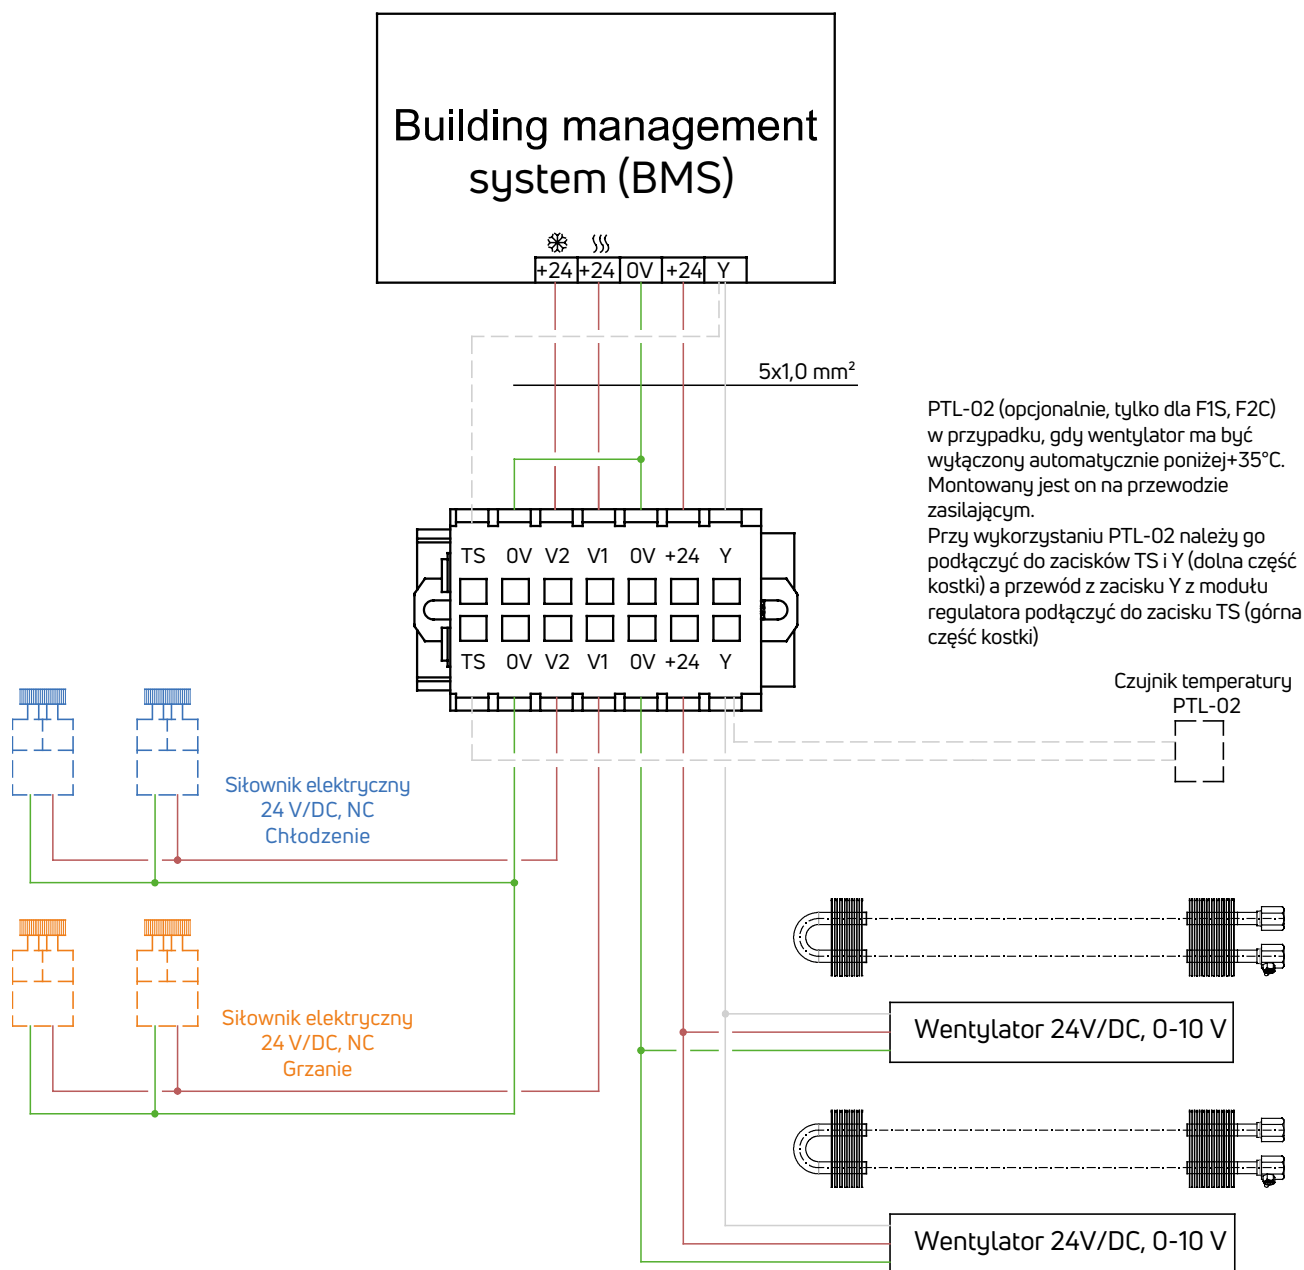 Building management
system (BMS)
+24 +24 0V +24 Y
5x1,0 mm²
PTL-02 (opcjonalnie, tylko dla F1S, F2C)
w przypadku, gdy wentylator ma być
wyłączony automatycznie poniżej+35°C.
Montowany jest on na przewodzie
zasilającym.
Przy wykorzystaniu PTL-02 należy go
podłączyć do zacisków TS i Y (dolna część
kostki) a przewód z zacisku Y z modułu
regulatora podłączyć do zacisku TS (górna
część kostki)
TS 0V V2 V1 0V +24 Y
TS 0V V2 V1 0V +24 Y
Czujnik temperatury
PTL-02
Siłownik elektryczny
24 V/DC, NC
Chłodzenie
Siłownik elektryczny
24 V/DC, NC
Grzanie
Wentylator 24V/DC, 0-10 V
Wentylator 24V/DC, 0-10 V